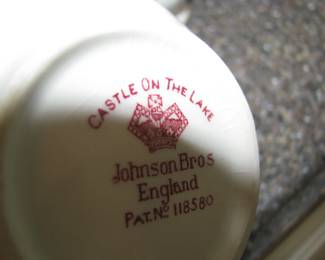 CASTLE ON THE LAKE
Johnson Bros
England
PAT. No 118580